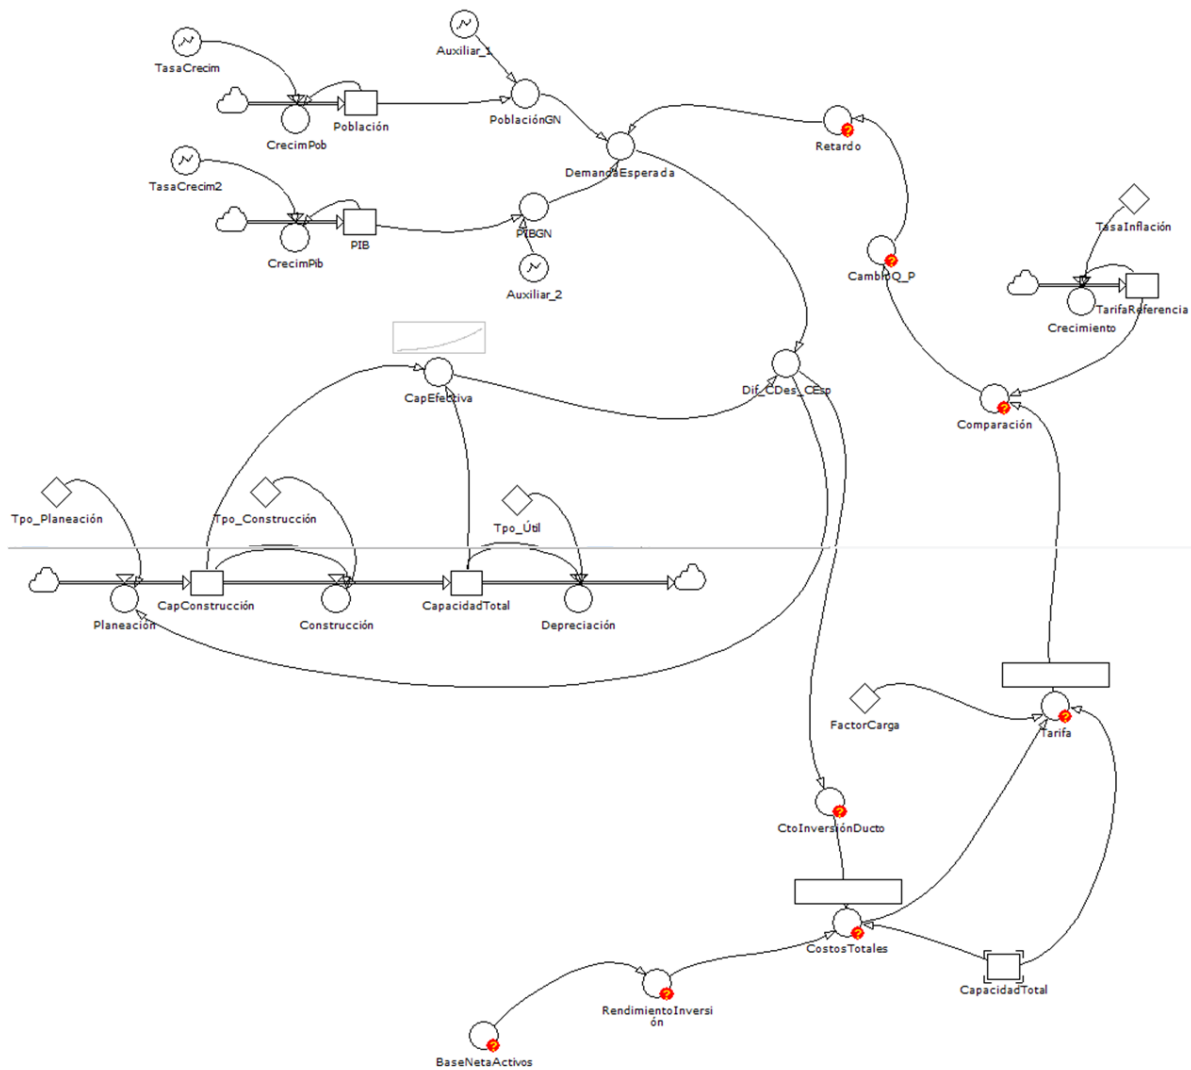 Auxiliar_1
TasaCrecim
PoblaciónGN
Población
CrecimPob
Retardo
DemandaEsperada
TasaCrecim2
TasaInflación
PIBGN
PIB
CrecimPib
CambioQ_P
Auxiliar_2
TarifaReferencia
Crecimiento
Dif_CDes_CEsp
CapEfectiva
Comparación
Tpo_Planeación
Tpo_Construcción
Tpo_Útil
CapConstrucción
CapacidadTotal
Planeación
Construcción
Depreciación
FactorCarga
Tarifa
CtoInversiónDucto
CostosTotales
CapacidadTotal
RendimientoInversi
ón
BaseNetaActivos